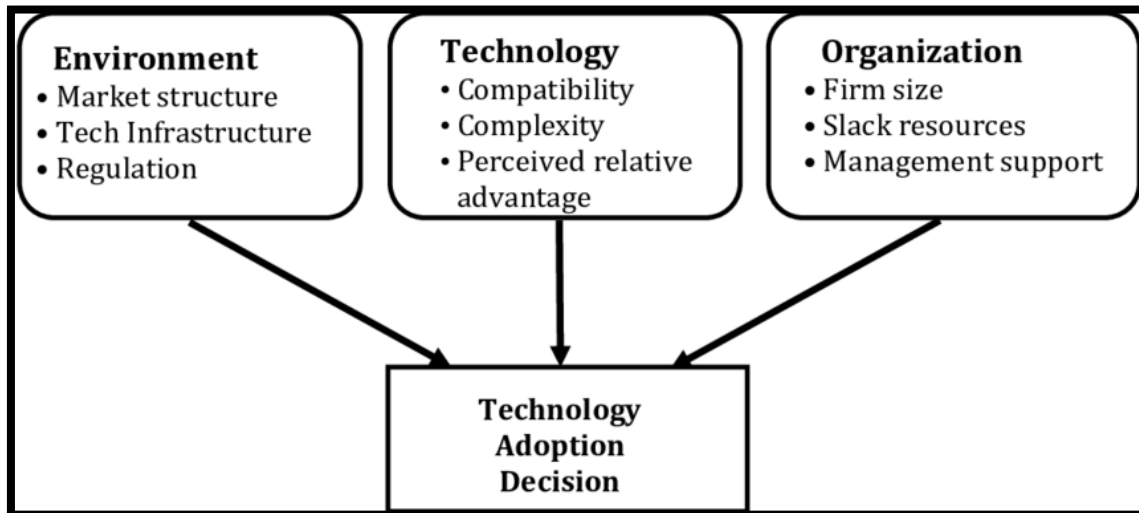 Environment
• Market structure
• Tech Infrastructure
• Regulation
Technology
• Compatibility
• Complexity
• Perceived relative
advantage
Organization
• Firm size
• Slack resources
• Management support
Technology
Adoption
Decision